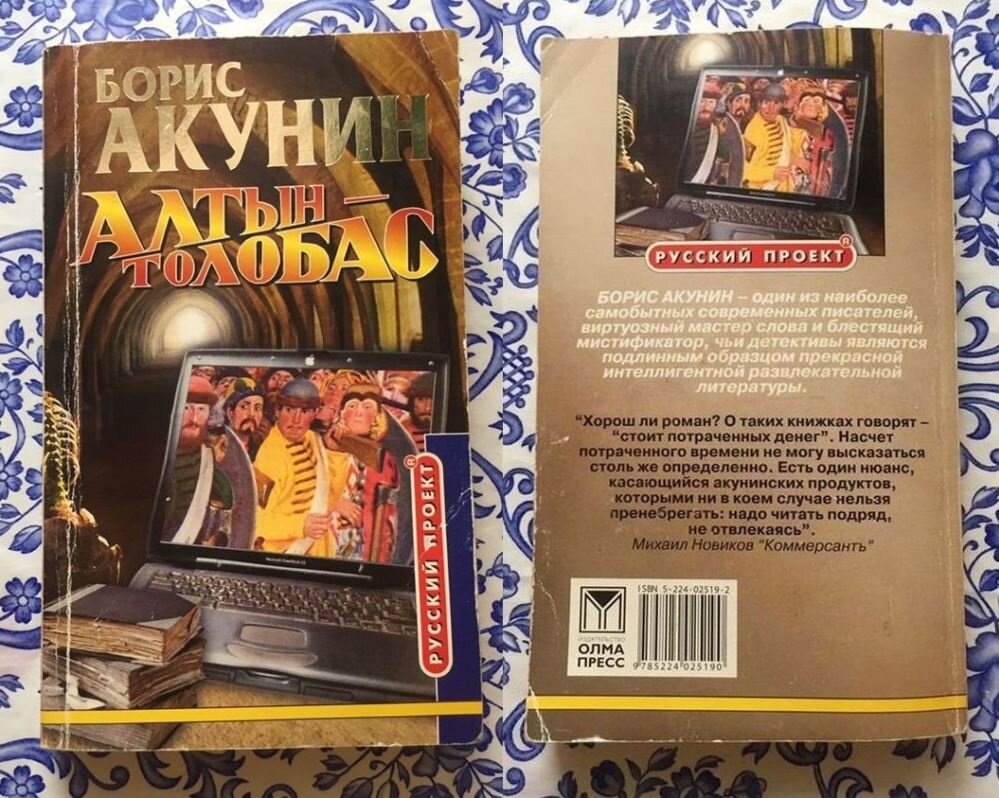 БОРИС
АКУНИН
АЛТЫН –
ТОЛОБАС
РУССКИЙ ПРОЕКТ
®
РУССКИЙ ПРОЕКТ
®
БОРИС АКУНИН – один из наиболее
самобытных современных писателей,
виртуозный мастер слова и блестящий
мистификатор, чьи детективы являются
подлинным образцом прекрасной
интеллигентной развлекательной
литературы.
“Хорош ли роман? О таких книжках говорят –
“стоит потраченных денег”. Насчет
потраченного времени не могу высказаться
столь же определенно. Есть один нюанс,
касающийся акунинских продуктов,
которыми ни в коем случае нельзя
пренебрегать: надо читать подряд,
не отвлекаясь”.
Михаил Новиков “Коммерсантъ”
ИЗДАТЕЛЬСТВО
ОЛМА
ПРЕСС
ISBN 5-224-02519-2
9785224025190